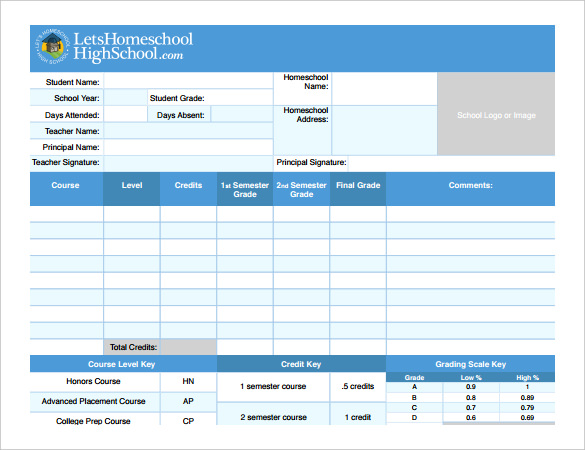 LET'S HOMESCHOOL HIGH SCHOOL
LetsHomeschool
HighSchool.com
Student Name:
School Year:
Student Grade:
Days Attended:
Days Absent:
Teacher Name:
Principal Name:
Teacher Signature:
Homeschool
Name:
Homeschool
Address:
Principal Signature:
School Logo or Image
Course
Level
Credits
1st Semester
Grade
2nd Semester
Grade
Final Grade
Comments:
Total Credits:
Course Level Key
Honors Course HN
Advanced Placement Course AP
College Prep Course CP
Credit Key
1 semester course .5 credits
2 semester course 1 credit
Grading Scale Key
Grade Low % High %
A 0.9 1
B 0.8 0.89
C 0.7 0.79
D 0.6 0.69